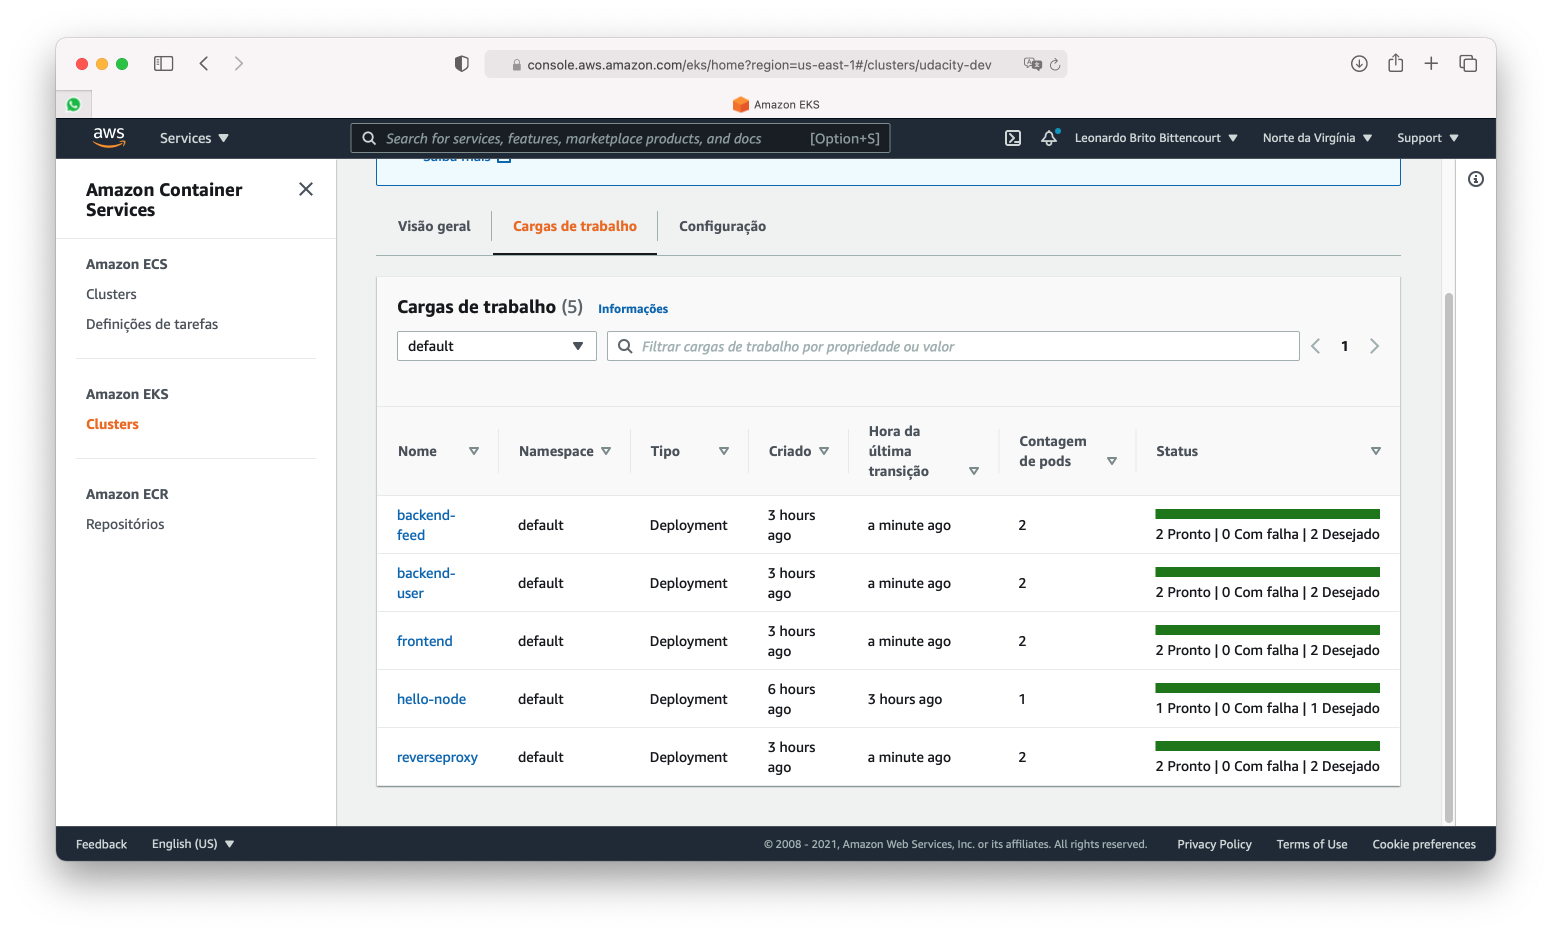 console.aws.amazon.com/eks/home?region=us-east-1#/clusters/udacity-dev
Amazon EKS
aws
Services
Search for services, features, marketplace products, and docs
[Option+S]
Leonardo Brito Bittencourt
Norte da Virgínia
Support
Amazon Container
Services
Amazon ECS
Clusters
Definições de tarefas
Amazon EKS
Clusters
Amazon ECR
Repositórios
Saiba mais
Visão geral
Cargas de trabalho
Configuração
Cargas de trabalho (5) Informações
default
Filtrar cargas de trabalho por propriedade ou valor
1
Nome
Namespace
Tipo
Criado
Hora da
última
transição
Contagem
de pods
Status
backend-
feed
default
Deployment
3 hours
ago
a minute ago
2
2 Pronto | 0 Com falha | 2 Desejado
backend-
user
default
Deployment
3 hours
ago
a minute ago
2
2 Pronto | 0 Com falha | 2 Desejado
frontend
default
Deployment
3 hours
ago
a minute ago
2
2 Pronto | 0 Com falha | 2 Desejado
hello-node
default
Deployment
6 hours
ago
3 hours ago
1
1 Pronto | 0 Com falha | 1 Desejado
reverseproxy
default
Deployment
3 hours
ago
a minute ago
2
2 Pronto | 0 Com falha | 2 Desejado
Feedback
English (US)
© 2008 - 2021, Amazon Web Services, Inc. or its affiliates. All rights reserved.
Privacy Policy
Terms of Use
Cookie preferences